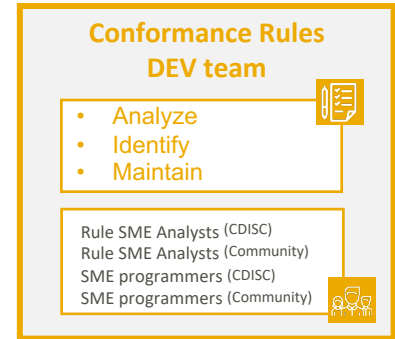 Conformance Rules
DEV team
• Analyze
• Identify
• Maintain
Rule SME Analysts (CDISC)
Rule SME Analysts (Community)
SME programmers (CDISC)
SME programmers (Community)